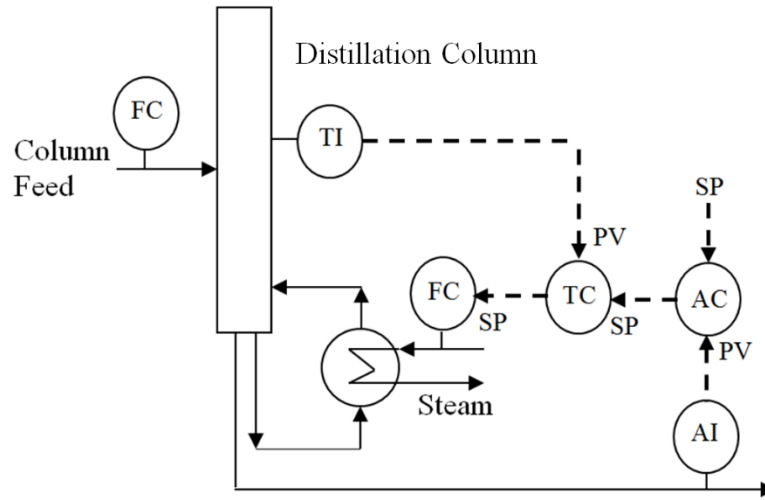 Distillation Column
FC
TI
Column
Feed
SP
PV
FC
TC
AC
SP
SP
PV
Steam
AI